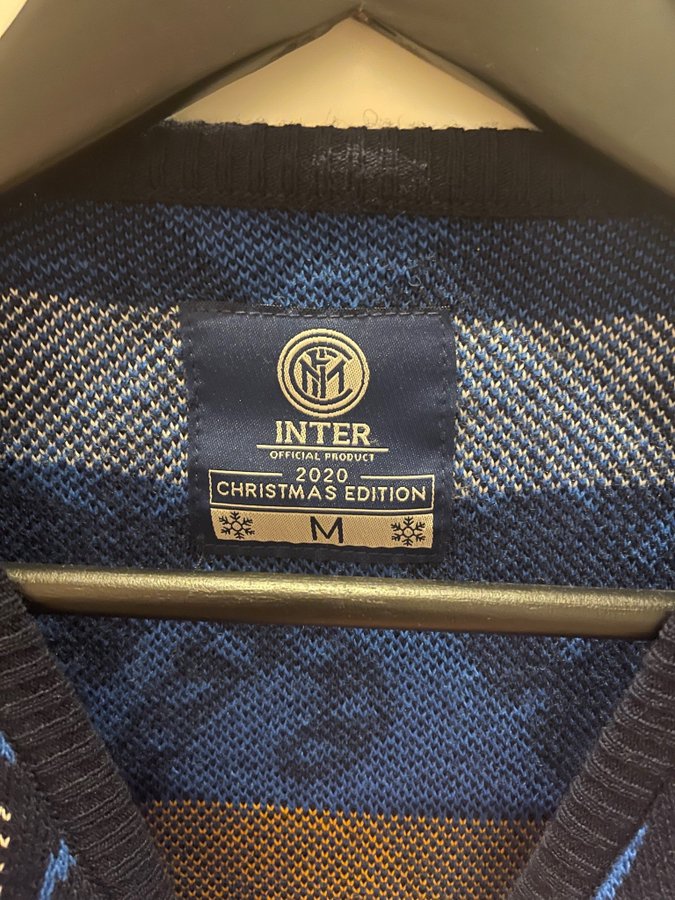 INTER
OFFICIAL PRODUCT
2020
CHRISTMAS EDITION
M